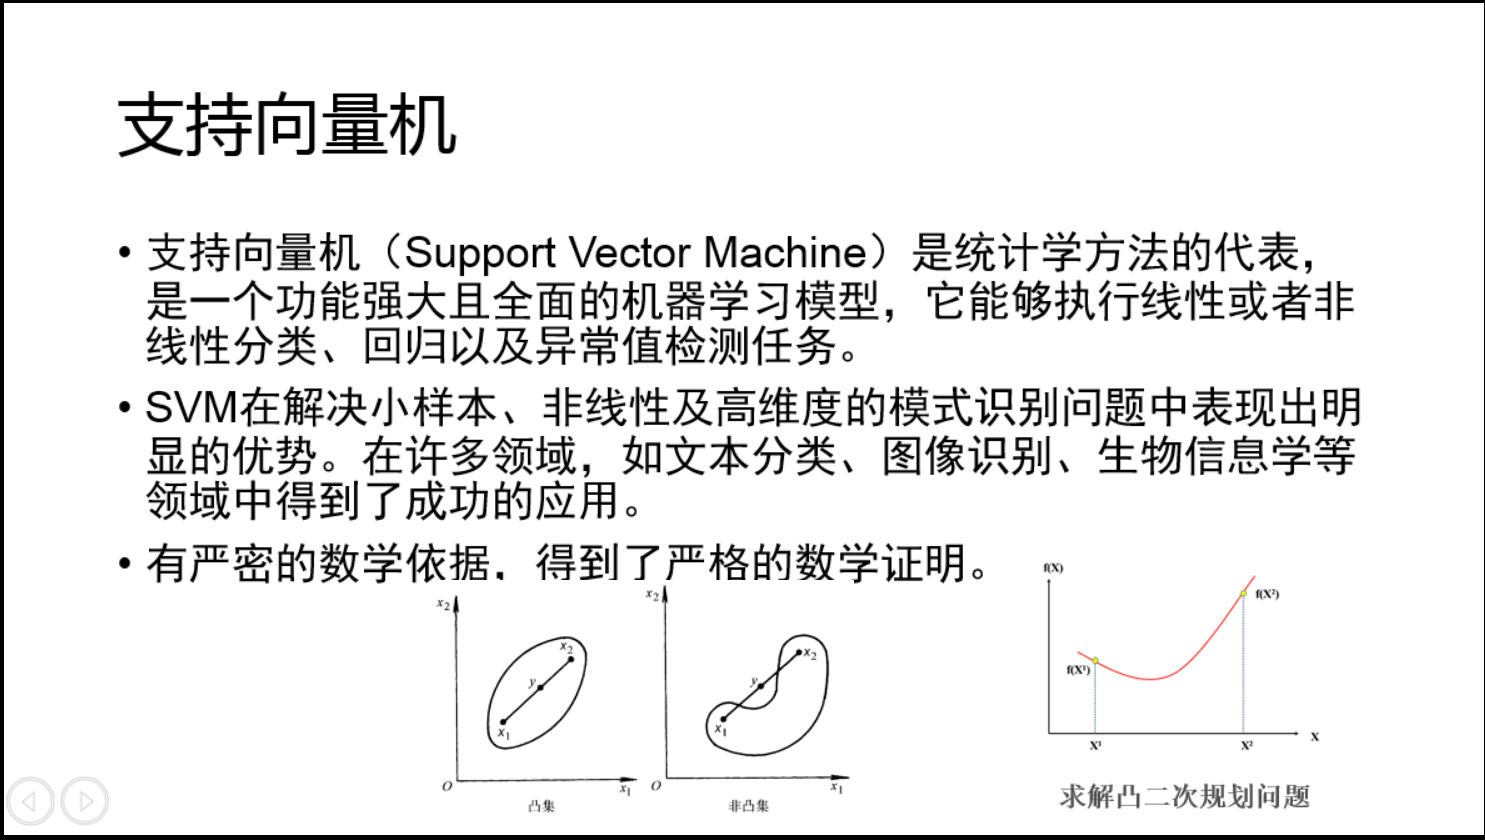 支持向量机
• 支持向量机（Support Vector Machine）是统计学方法的代表，
是一个功能强大且全面的机器学习模型，它能够执行线性或者非
线性分类、回归以及异常值检测任务。
• SVM在解决小样本、非线性及高维度的模式识别问题中表现出明
显的优势。在许多领域，如文本分类、图像识别、生物信息学等
领域中得到了成功的应用。
• 有严密的数学依据，得到了严格的数学证明。
x₂
x₂
y
x₁
O
x₁
凸集
x₂
x₂
y
x₁
O
x₁
非凸集
f(X)
f(X²)
f(X¹)
X¹
X²
X
求解凸二次规划问题